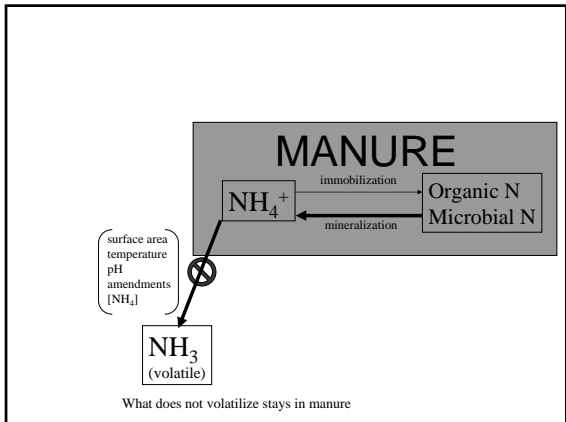 MANURE
immobilization
NH₄⁺
Organic N
Microbial N
mineralization
surface area
temperature
pH
amendments
[NH₄]
NH₃
(volatile)
What does not volatilize stays in manure